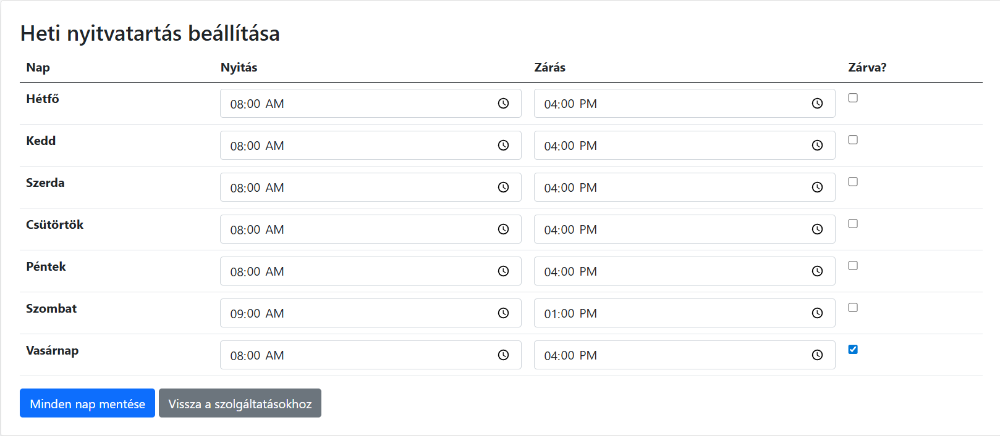 Heti nyitvatartás beállítása
Nap Nyitás Zárás Zárva?
Hétfő 08:00 AM 04:00 PM
Kedd 08:00 AM 04:00 PM
Szerda 08:00 AM 04:00 PM
Csütörtök 08:00 AM 04:00 PM
Péntek 08:00 AM 04:00 PM
Szombat 09:00 AM 01:00 PM
Vasárnap 08:00 AM 04:00 PM
Minden nap mentése Vissza a szolgáltatásokhoz